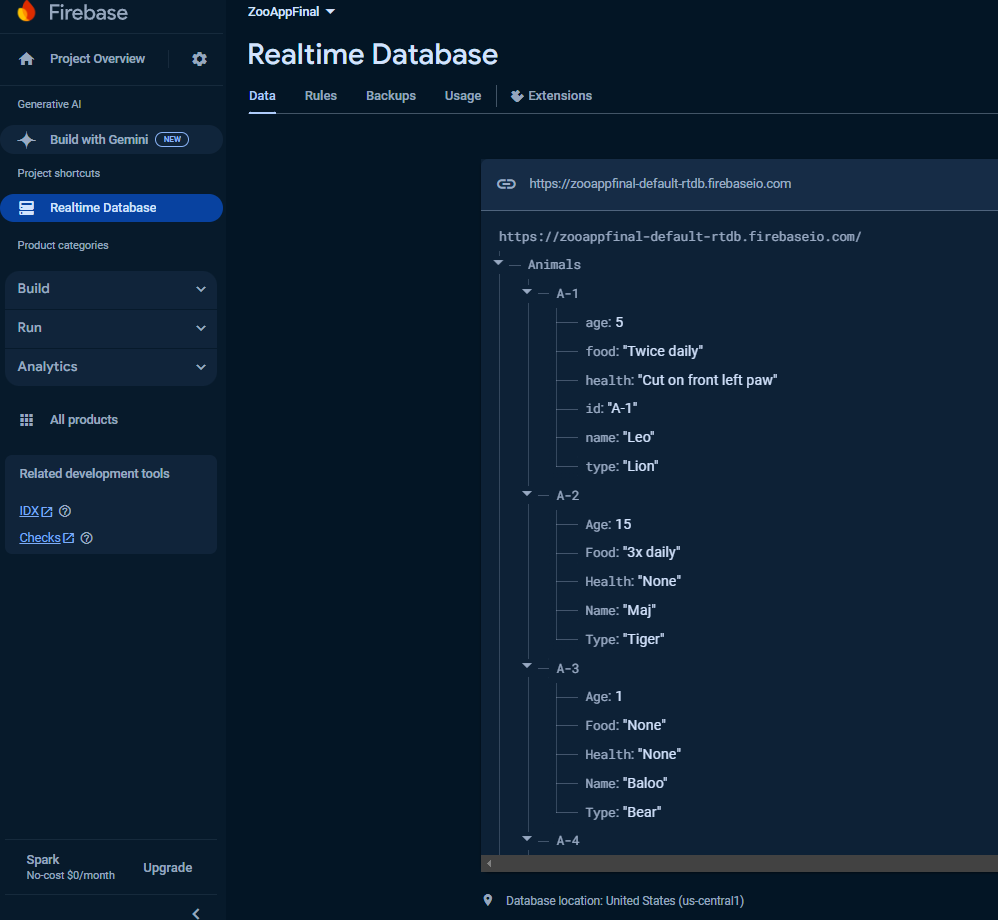 Firebase
Project Overview
Generative AI
Build with Gemini NEW
Project shortcuts
Realtime Database
Product categories
Build
Run
Analytics
All products
Related development tools
IDX
Checks
Spark
No-cost $0/month
Upgrade
ZooAppFinal
Realtime Database
Data Rules Backups Usage Extensions
https://zooappfinal-default-rtdb.firebaseio.com
https://zooappfinal-default-rtdb.firebaseio.com/
Animals
A-1
age: 5
food: "Twice daily"
health: "Cut on front left paw"
id: "A-1"
name: "Leo"
type: "Lion"
A-2
Age: 15
Food: "3x daily"
Health: "None"
Name: "Maj"
Type: "Tiger"
A-3
Age: 1
Food: "None"
Health: "None"
Name: "Baloo"
Type: "Bear"
A-4
Database location: United States (us-central1)